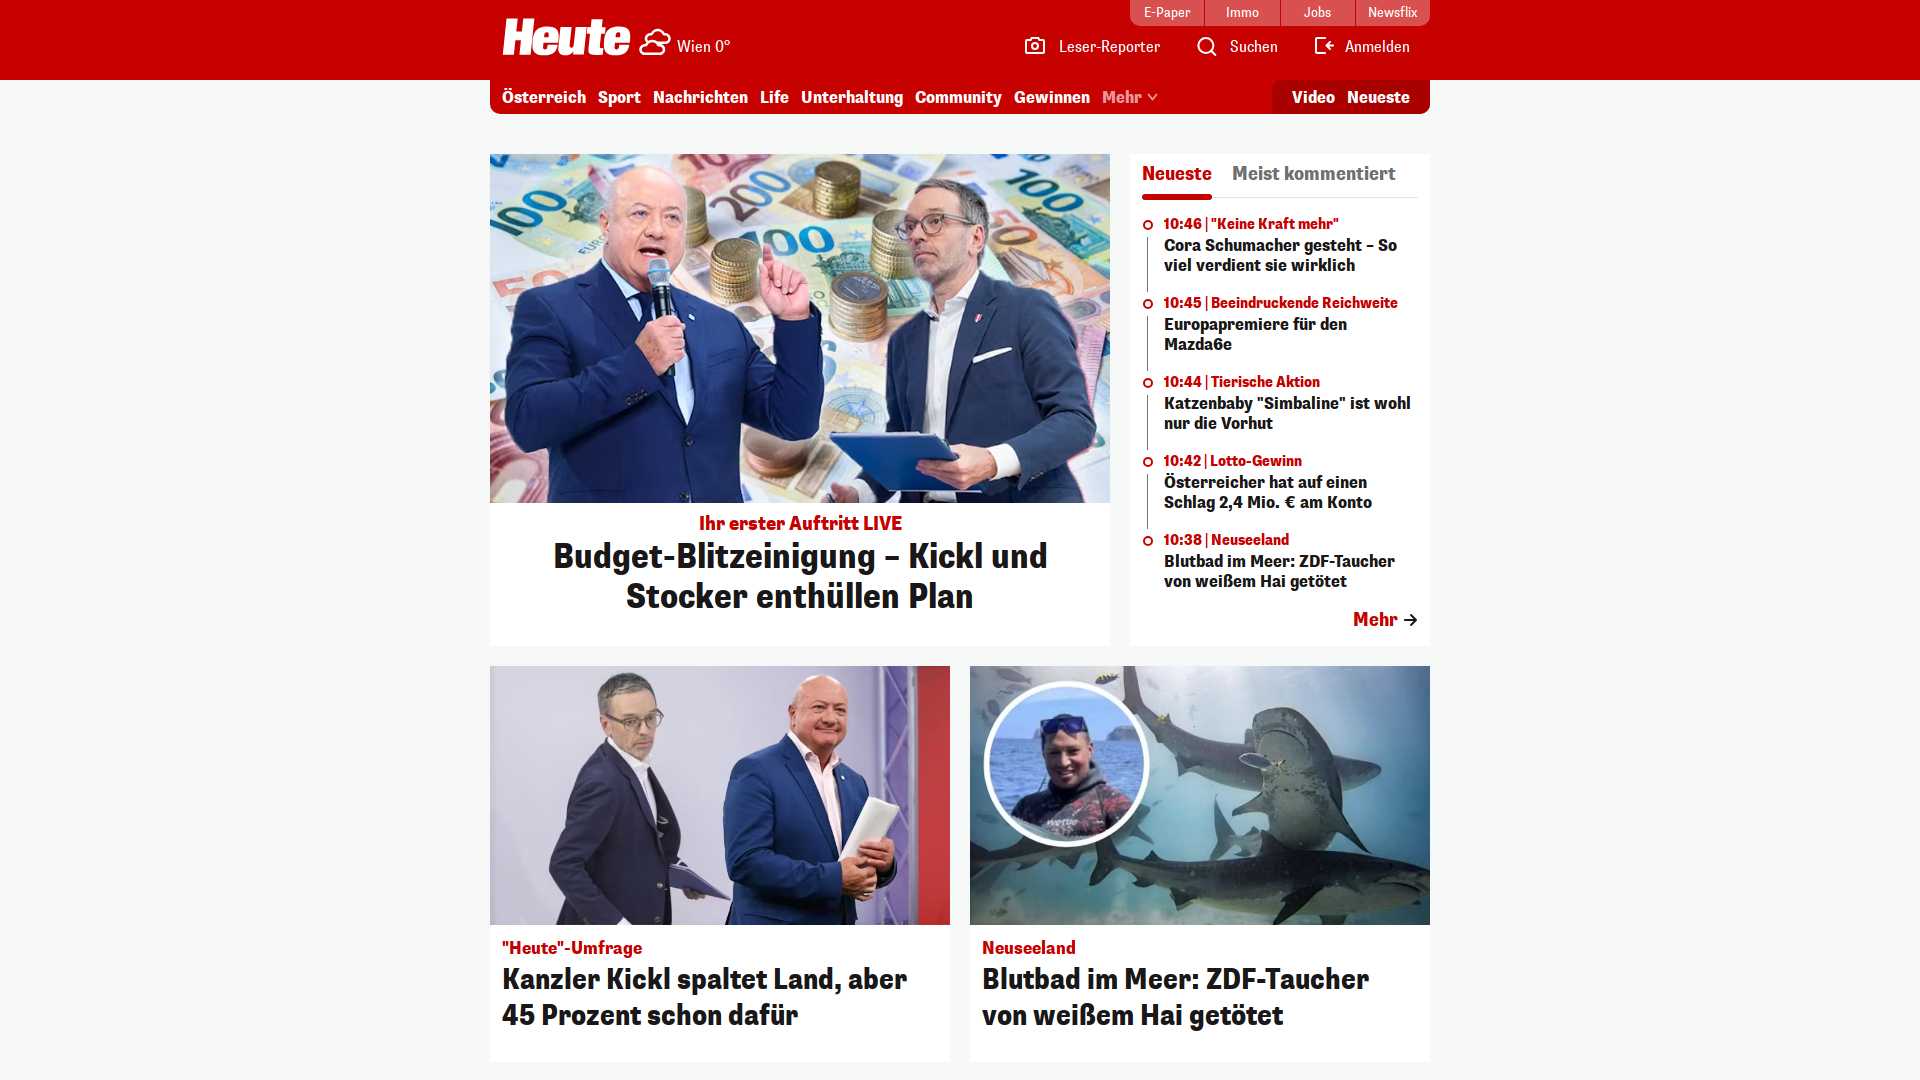 E-Paper
Immo
Jobs
Newsflix
Heute
Wien 0°
Leser-Reporter
Suchen
Anmelden
Österreich
Sport
Nachrichten
Life
Unterhaltung
Community
Gewinnen
Mehr
Video
Neueste
Ihr erster Auftritt LIVE
Budget-Blitzeinigung – Kickl und
Stocker enthüllen Plan
Neueste
Meist kommentiert
10:46 | "Keine Kraft mehr"
Cora Schumacher gesteht – So
viel verdient sie wirklich
10:45 | Beeindruckende Reichweite
Europapremiere für den
Mazda6e
10:44 | Tierische Aktion
Katzenbaby "Simbaline" ist wohl
nur die Vorhut
10:42 | Lotto-Gewinn
Österreicher hat auf einen
Schlag 2,4 Mio. € am Konto
10:38 | Neuseeland
Blutbad im Meer: ZDF-Taucher
von weißem Hai getötet
Mehr
"Heute"-Umfrage
Kanzler Kickl spaltet Land, aber
45 Prozent schon dafür
Neuseeland
Blutbad im Meer: ZDF-Taucher
von weißem Hai getötet